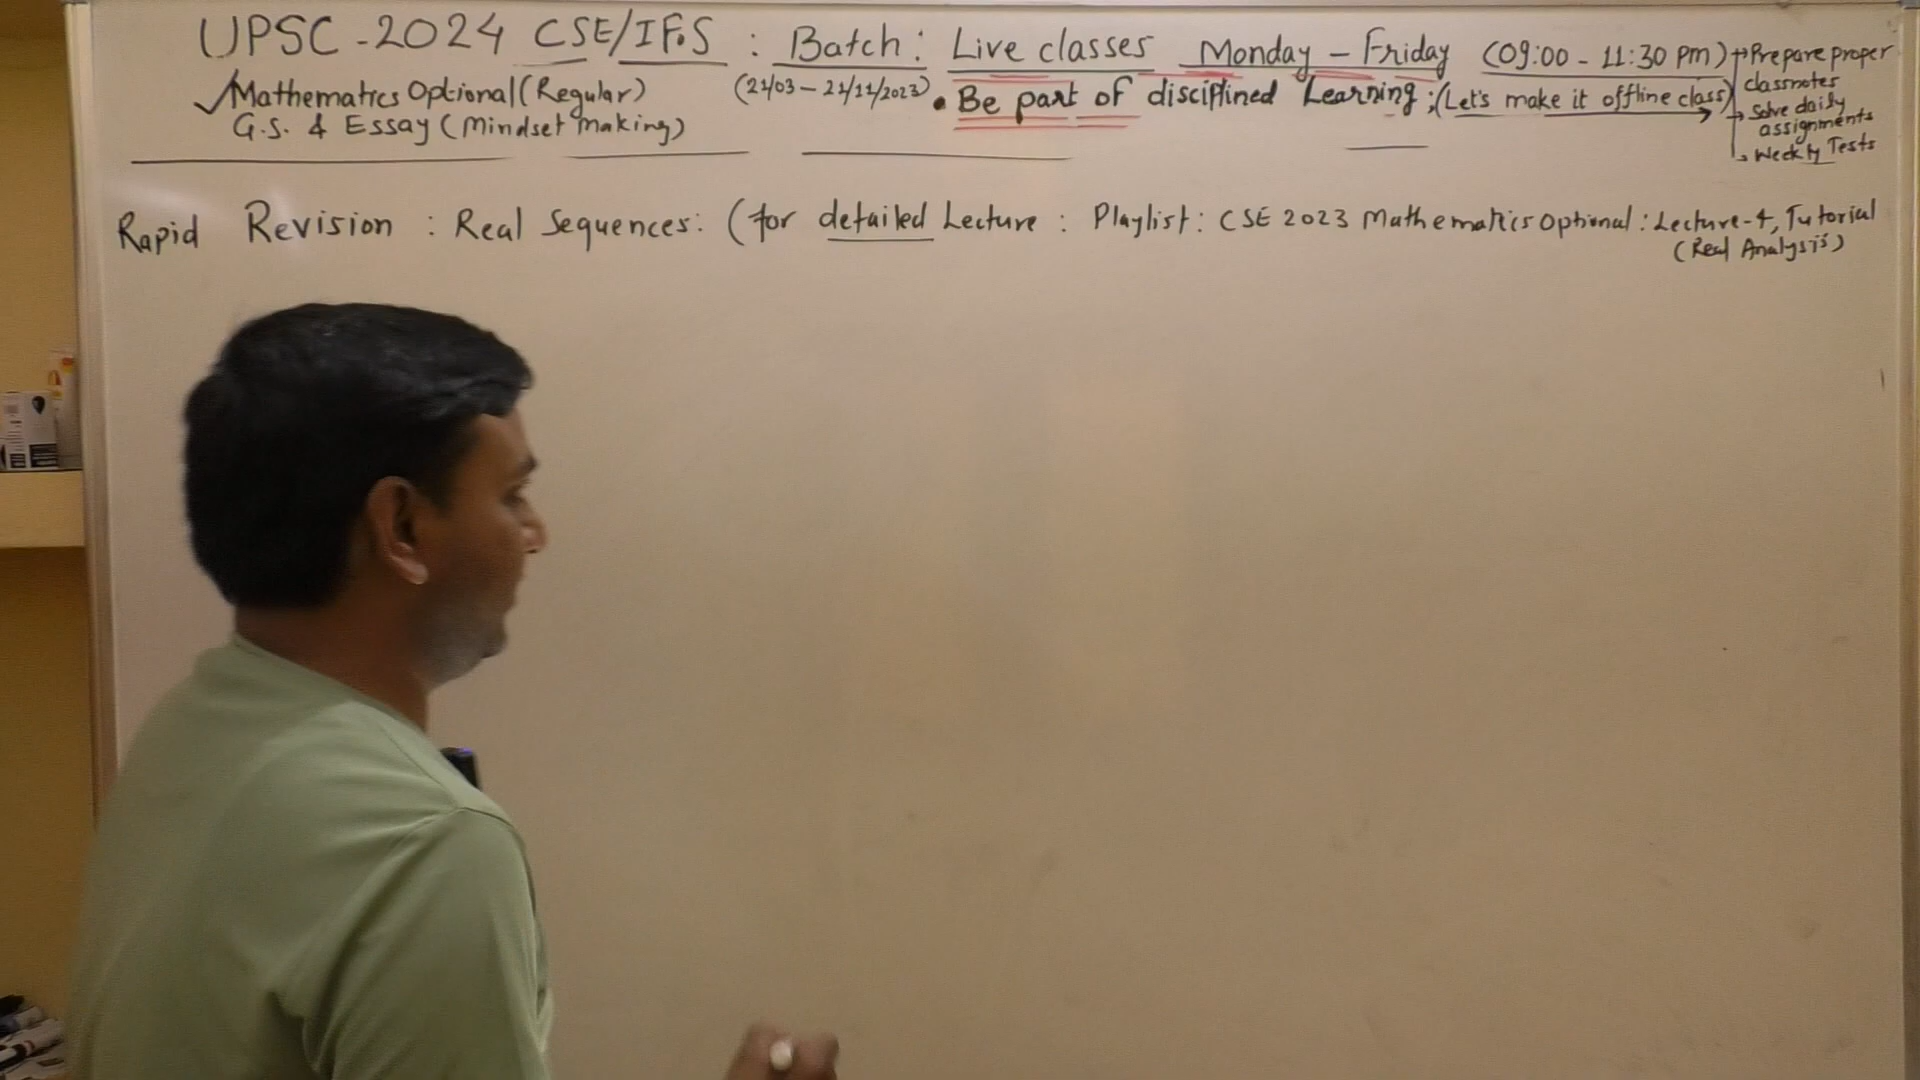 UPSC - 2024 CSE/IFoS : Batch : Live classes Monday - Friday (09:00 - 11:30 PM) → Prepare proper classnotes
✓ Mathematics Optional (Regular) (21/03 - 21/11/2023) • Be part of disciplined Learning ; (Let's make it offline class) → Solve daily assignments
G.S. & Essay (Mindset making) → Weekly Tests
Rapid Revision : Real Sequences : (for detailed Lecture : Playlist : CSE 2023 Mathematics Optional : Lecture-4, Tutorial
(Real Analysis)